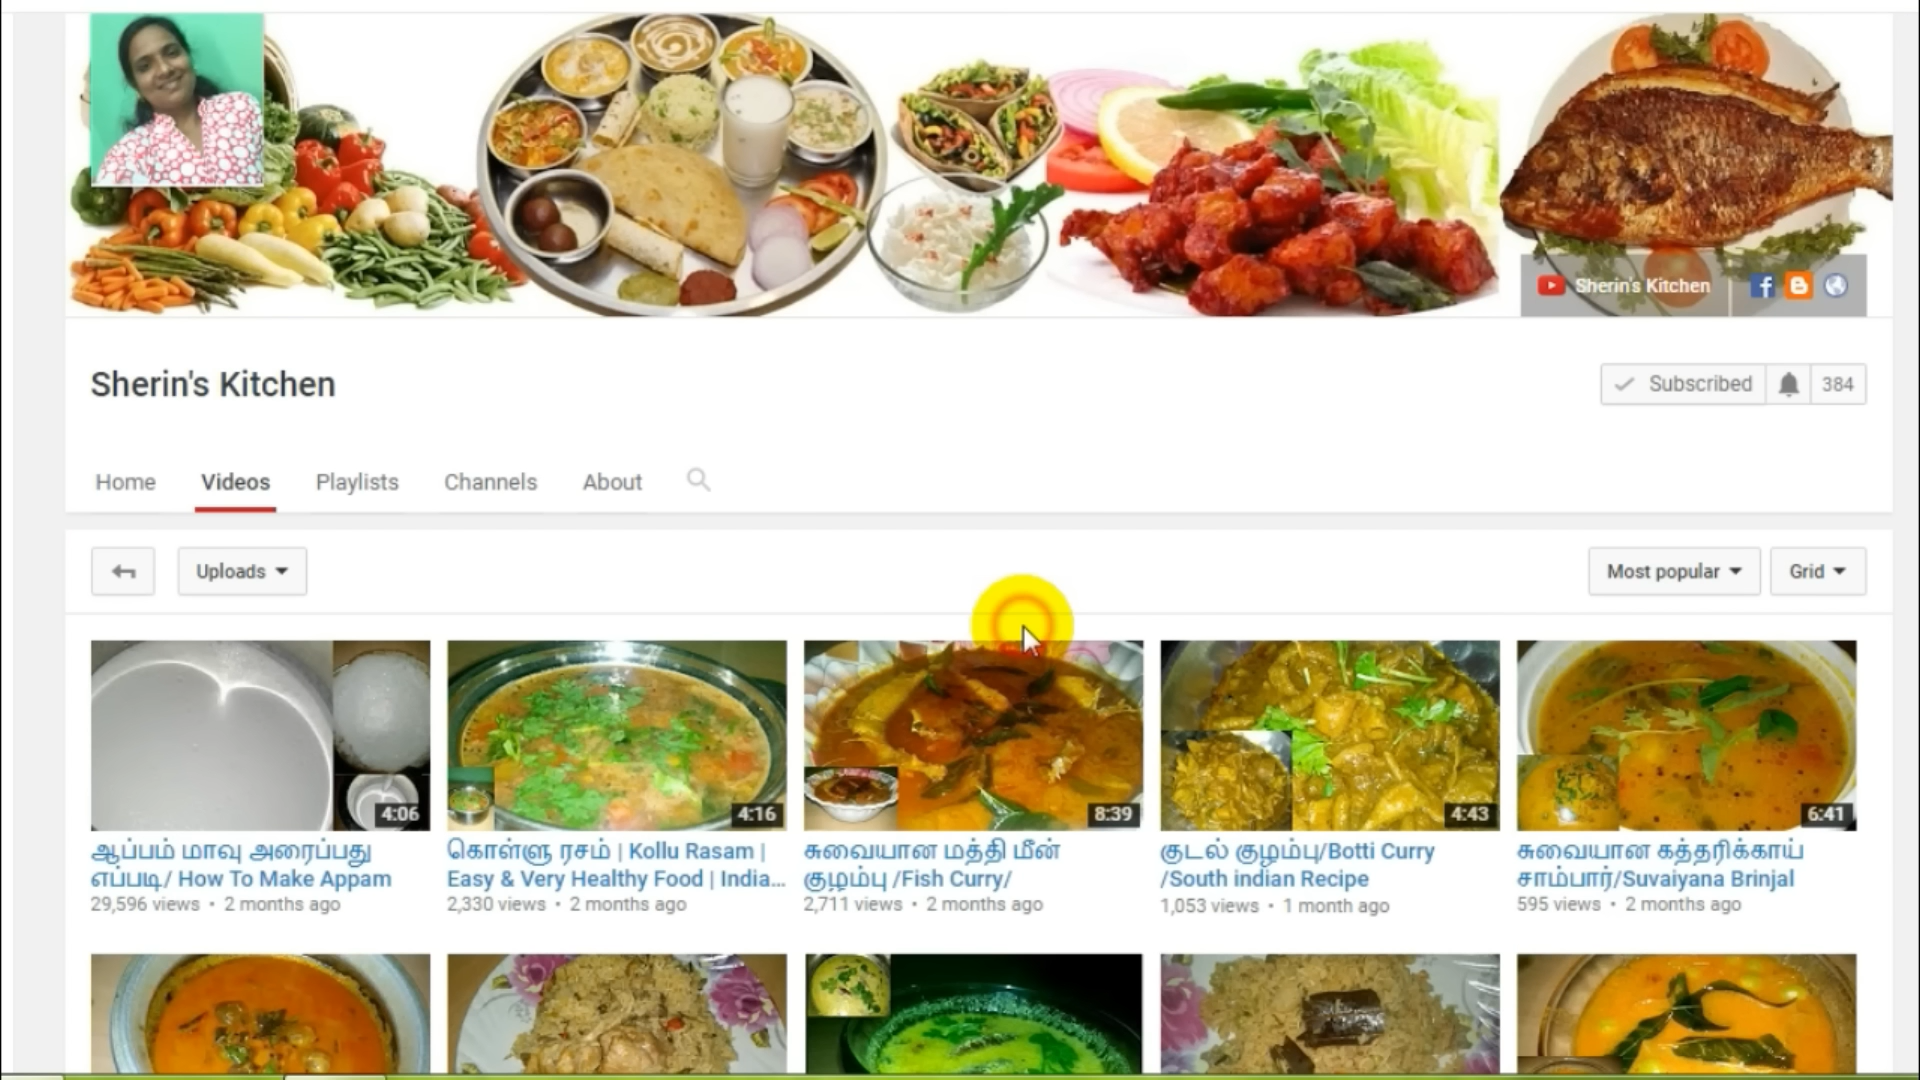 Sherin's Kitchen
Sherin's Kitchen
Subscribed 384
Home Videos Playlists Channels About
Uploads Most popular Grid
4:06 4:16 8:39 4:43 6:41
ஆப்பம் மாவு அரைப்பது
எப்படி/ How To Make Appam
29,596 views • 2 months ago
கொள்ளு ரசம் | Kollu Rasam |
Easy & Very Healthy Food | India...
2,330 views • 2 months ago
சுவையான மத்தி மீன்
குழம்பு /Fish Curry/
2,711 views • 2 months ago
குடல் குழம்பு/Botti Curry
/South indian Recipe
1,053 views • 1 month ago
சுவையான கத்தரிக்காய்
சாம்பார்/Suvaiyana Brinjal
595 views • 2 months ago